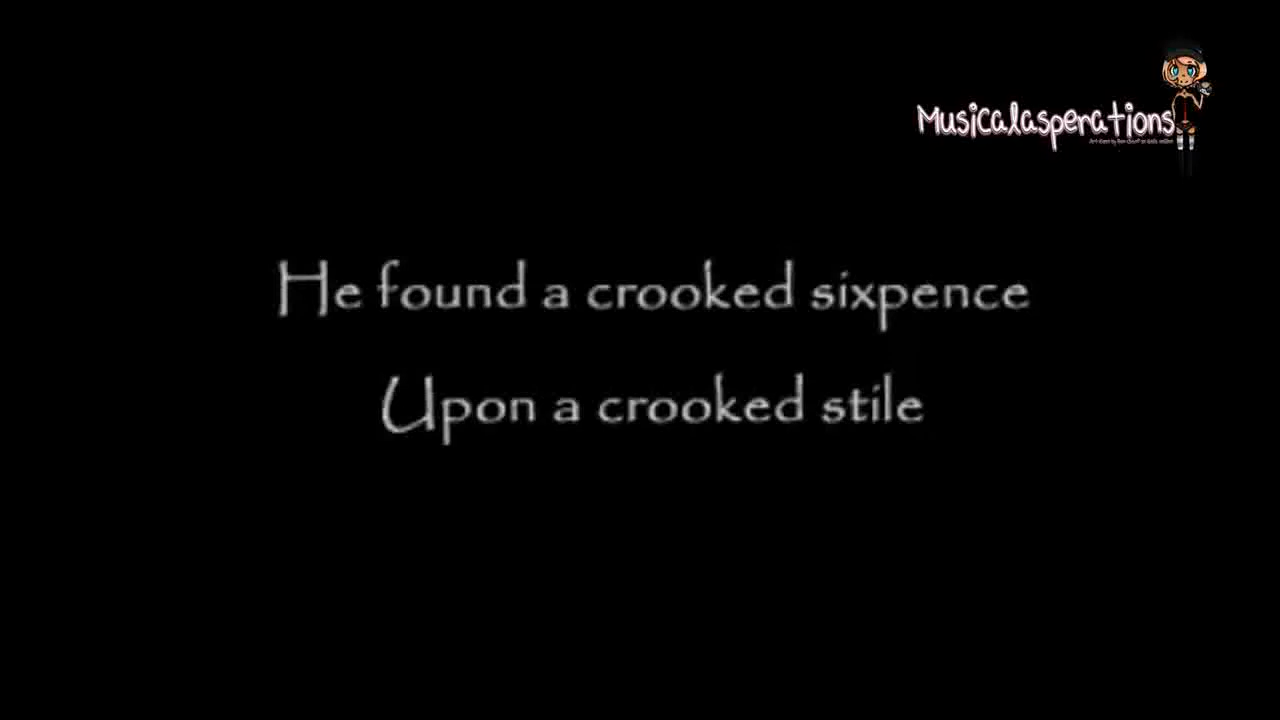 Musicalasperations
He found a crooked sixpence
Upon a crooked stile